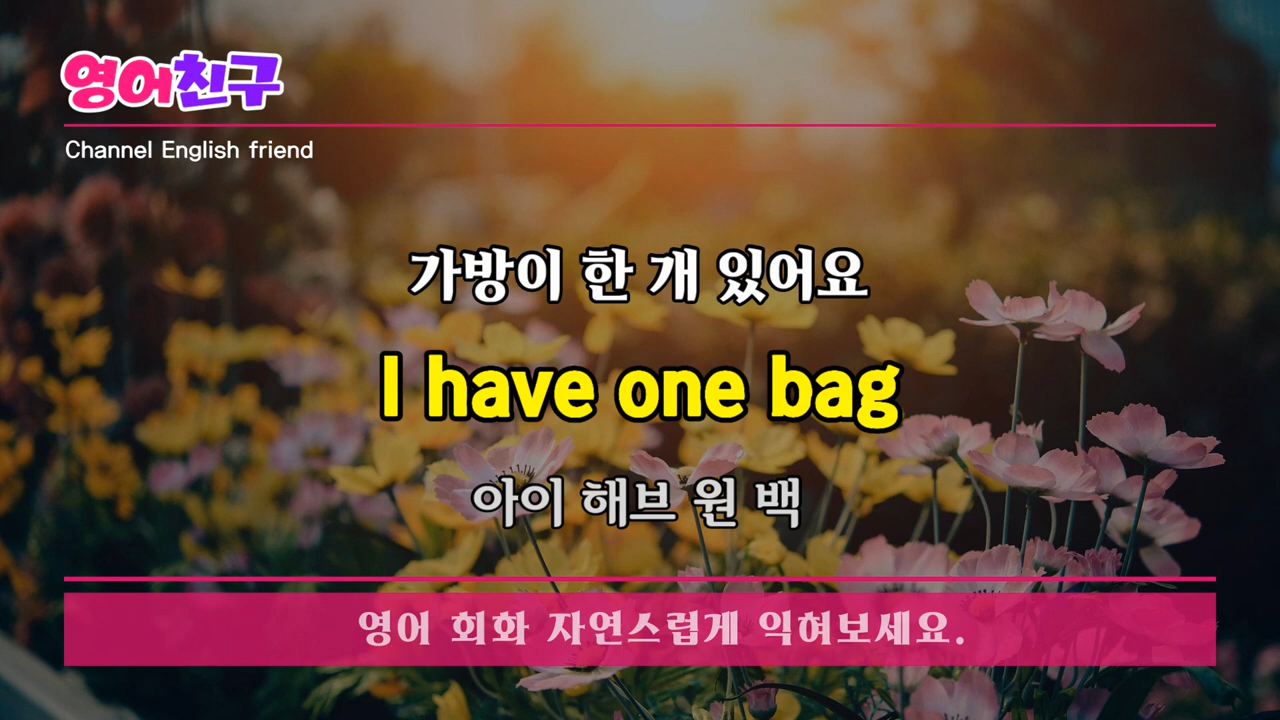 영어친구
Channel English friend
가방이 한 개 있어요
I have one bag
아이 해브 원 백
영어 회화 자연스럽게 익혀보세요.